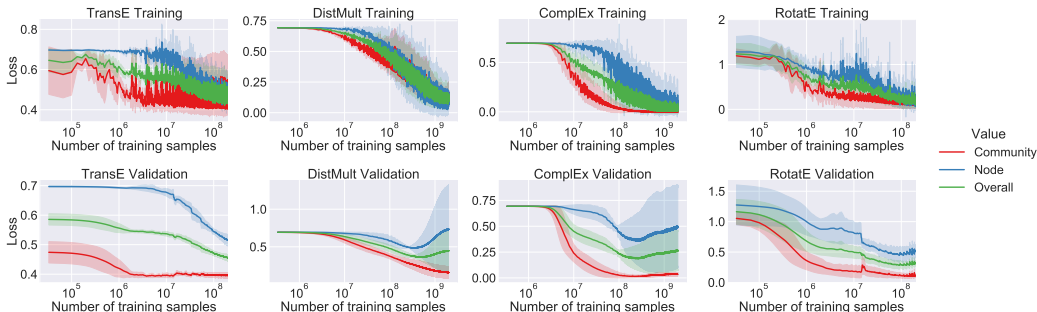 TransE Training
DistMult Training
ComplEx Training
RotatE Training
Loss
0.8
0.6
0.4
10^5 10^6 10^7 10^8
Number of training samples
0.75
0.50
0.25
0.00
10^6 10^7 10^8 10^9
Number of training samples
0.5
0.0
10^6 10^7 10^8 10^9
Number of training samples
2
1
0
10^5 10^6 10^7 10^8
Number of training samples
TransE Validation
DistMult Validation
ComplEx Validation
RotatE Validation
Loss
0.7
0.6
0.5
0.4
10^5 10^6 10^7 10^8
Number of training samples
1.0
0.5
10^6 10^7 10^8 10^9
Number of training samples
0.75
0.50
0.25
0.00
10^6 10^7 10^8 10^9
Number of training samples
1.5
1.0
0.5
0.0
10^5 10^6 10^7 10^8
Number of training samples
Value
Community
Node
Overall